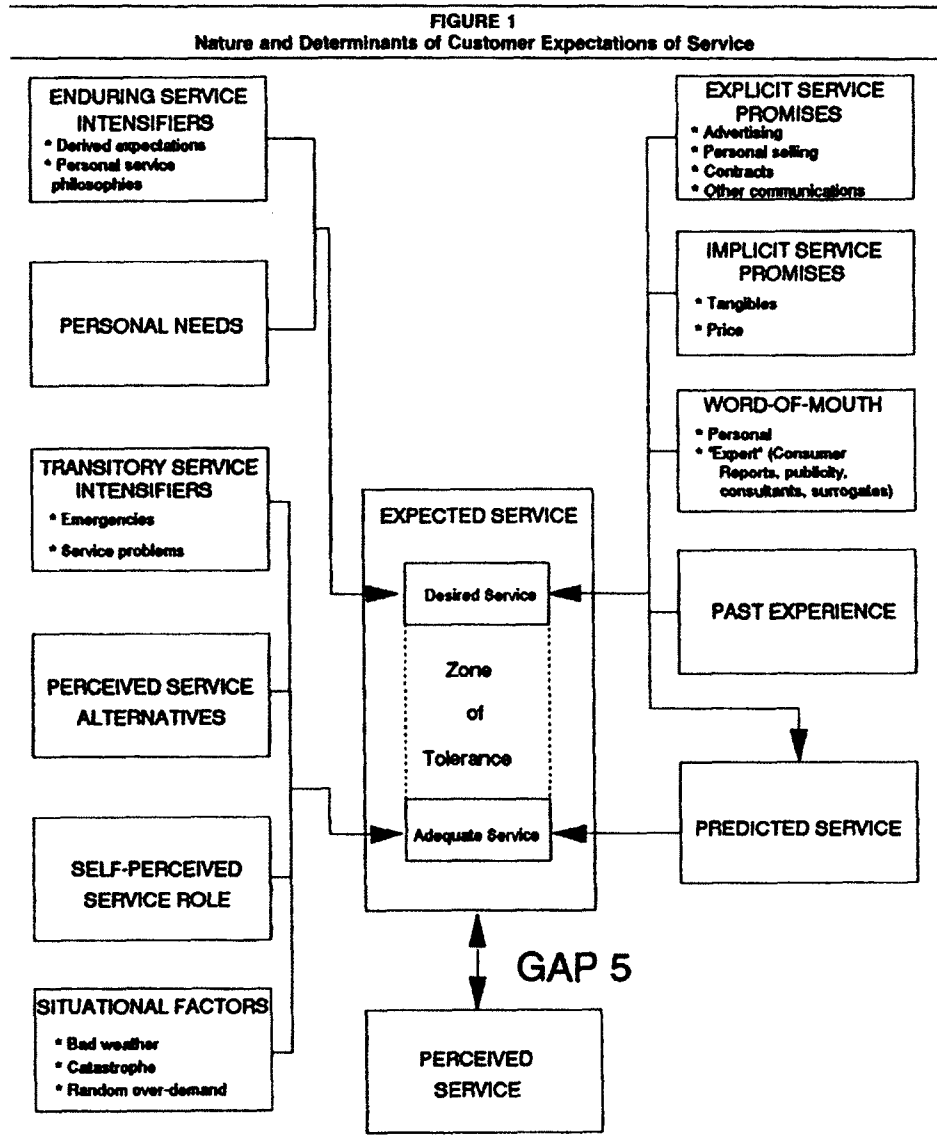 FIGURE 1
Nature and Determinants of Customer Expectations of Service
ENDURING SERVICE
INTENSIFIERS
* Derived expectations
* Personal service
philosophies
PERSONAL NEEDS
TRANSITORY SERVICE
INTENSIFIERS
* Emergencies
* Service problems
PERCEIVED SERVICE
ALTERNATIVES
SELF-PERCEIVED
SERVICE ROLE
SITUATIONAL FACTORS
* Bad weather
* Catastrophe
* Random over-demand
EXPECTED SERVICE
Desired Service
Zone
of
Tolerance
Adequate Service
GAP 5
PERCEIVED
SERVICE
EXPLICIT SERVICE
PROMISES
* Advertising
* Personal selling
* Contracts
* Other communications
IMPLICIT SERVICE
PROMISES
* Tangibles
* Price
WORD-OF-MOUTH
* Personal
* "Expert" (Consumer
Reports, publicity,
consultants, surrogates)
PAST EXPERIENCE
PREDICTED SERVICE